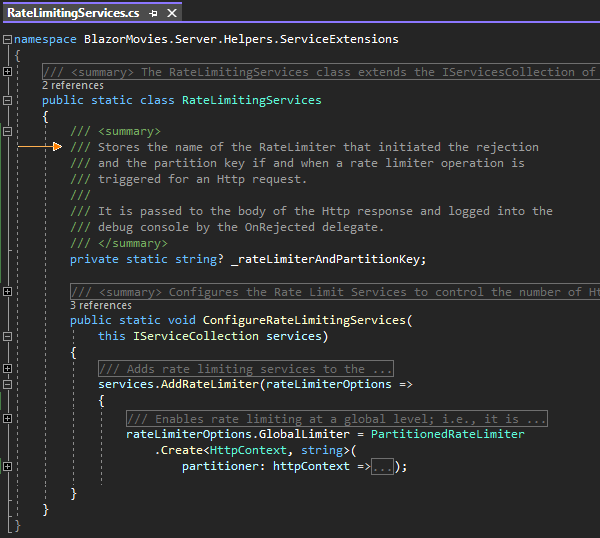 RateLimitingServices.cs
namespace BlazorMovies.Server.Helpers.ServiceExtensions
{
/// <summary> The RateLimitingServices class extends the IServicesCollection of
2 references
public static class RateLimitingServices
{
/// <summary>
/// Stores the name of the RateLimiter that initiated the rejection
/// and the partition key if and when a rate limiter operation is
/// triggered for an Http request.
///
/// It is passed to the body of the Http response and logged into the
/// debug console by the OnRejected delegate.
/// </summary>
private static string? _rateLimiterAndPartitionKey;
/// <summary> Configures the Rate Limit Services to control the number of Ht
3 references
public static void ConfigureRateLimitingServices(
this IServiceCollection services)
{
/// Adds rate limiting services to the ...
services.AddRateLimiter(rateLimiterOptions =>
{
/// Enables rate limiting at a global level; i.e., it is ...
rateLimiterOptions.GlobalLimiter = PartitionedRateLimiter
.Create<HttpContext, string>(
partitioner: httpContext =>...);
}
}
}